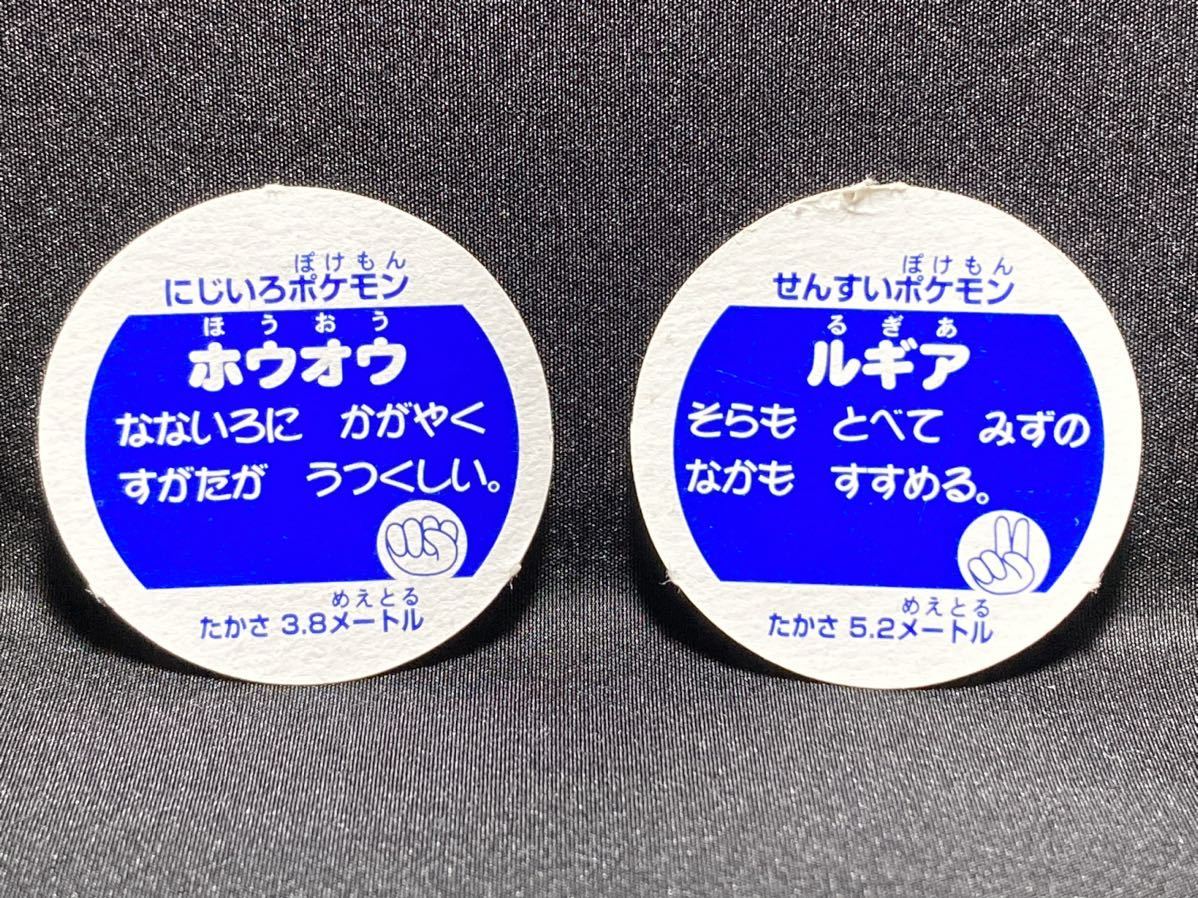 ぽけもん
にじいろポケモン
ほうおう
ホウオウ
なないろに かがやく
すがたが うつくしい。
めえとる
たかさ 3.8メートル
ぽけもん
せんすいポケモン
るぎあ
ルギア
そらも とべて みずの
なかも すすめる。
めえとる
たかさ 5.2メートル